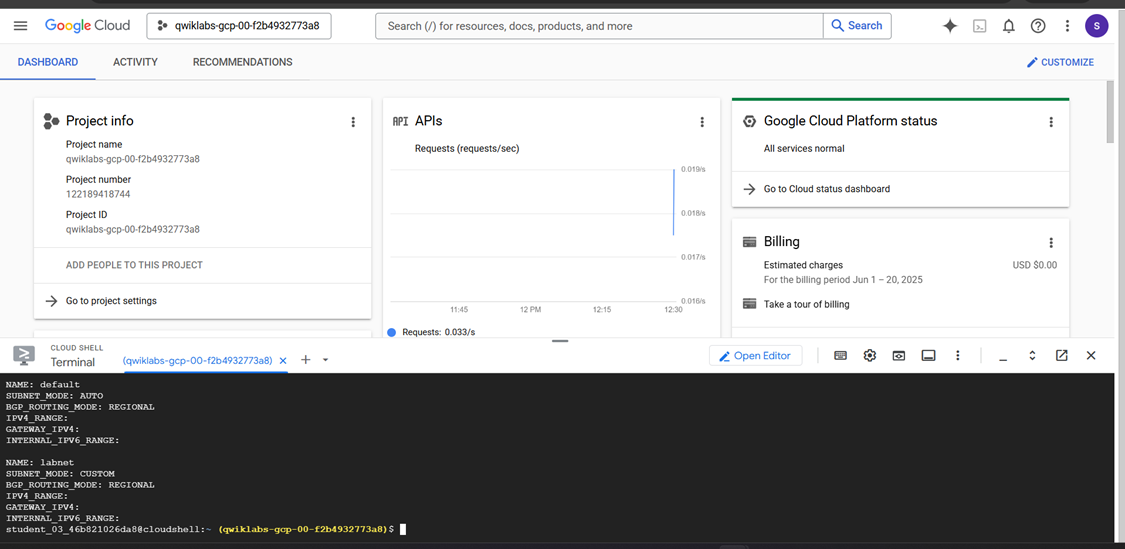 Google Cloud
qwiklabs-gcp-00-f2b4932773a8
Search (/) for resources, docs, products, and more
Search
S
DASHBOARD
ACTIVITY
RECOMMENDATIONS
CUSTOMIZE
Project info
Project name
qwiklabs-gcp-00-f2b4932773a8
Project number
122189418744
Project ID
qwiklabs-gcp-00-f2b4932773a8
ADD PEOPLE TO THIS PROJECT
Go to project settings
API APIs
Requests (requests/sec)
0.019/s
0.018/s
0.017/s
0.016/s
11:45 12 PM 12:15 12:30
Requests: 0.033/s
Google Cloud Platform status
All services normal
Go to Cloud status dashboard
Billing
Estimated charges USD $0.00
For the billing period Jun 1 – 20, 2025
Take a tour of billing
CLOUD SHELL
Terminal
(qwiklabs-gcp-00-f2b4932773a8)
Open Editor
NAME: default
SUBNET_MODE: AUTO
BGP_ROUTING_MODE: REGIONAL
IPV4_RANGE:
GATEWAY_IPV4:
INTERNAL_IPV6_RANGE:
NAME: labnet
SUBNET_MODE: CUSTOM
BGP_ROUTING_MODE: REGIONAL
IPV4_RANGE:
GATEWAY_IPV4:
INTERNAL_IPV6_RANGE:
student_03_46b821026da8@cloudshell:~ (qwiklabs-gcp-00-f2b4932773a8)$